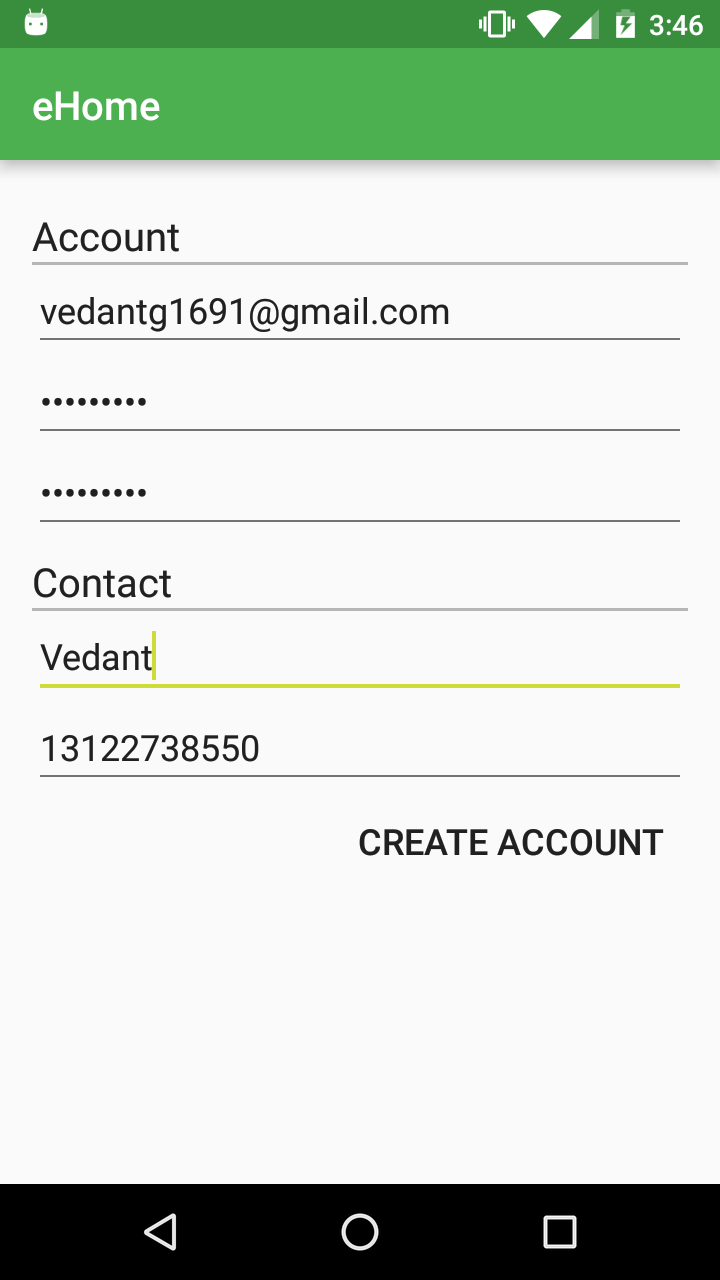 3:46
eHome
Account
vedantg1691@gmail.com
•••••••••
•••••••••
Contact
Vedant
13122738550
CREATE ACCOUNT